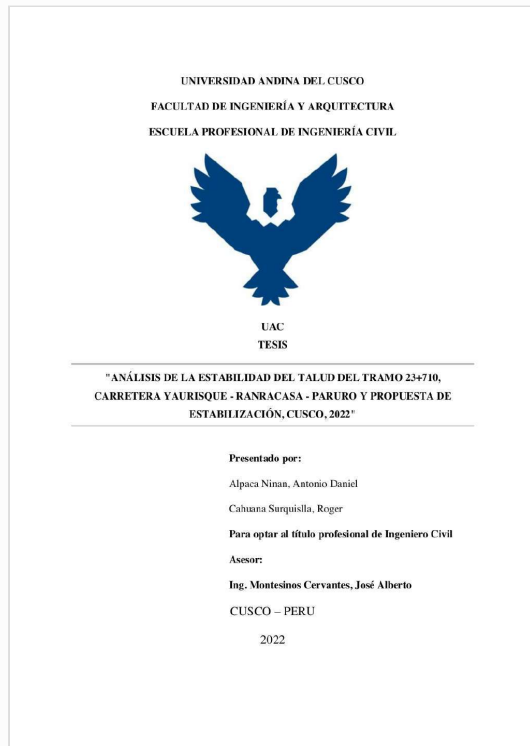 UNIVERSIDAD ANDINA DEL CUSCO
FACULTAD DE INGENIERÍA Y ARQUITECTURA
ESCUELA PROFESIONAL DE INGENIERÍA CIVIL
UAC
TESIS
"ANÁLISIS DE LA ESTABILIDAD DEL TALUD DEL TRAMO 23+710,
CARRETERA YAURISQUE - RANRACASA - PARURO Y PROPUESTA DE
ESTABILIZACIÓN, CUSCO, 2022"
Presentado por:
Alpaca Ninan, Antonio Daniel
Cahuana Surquislla, Roger
Para optar al título profesional de Ingeniero Civil
Asesor:
Ing. Montesinos Cervantes, José Alberto
CUSCO – PERU
2022